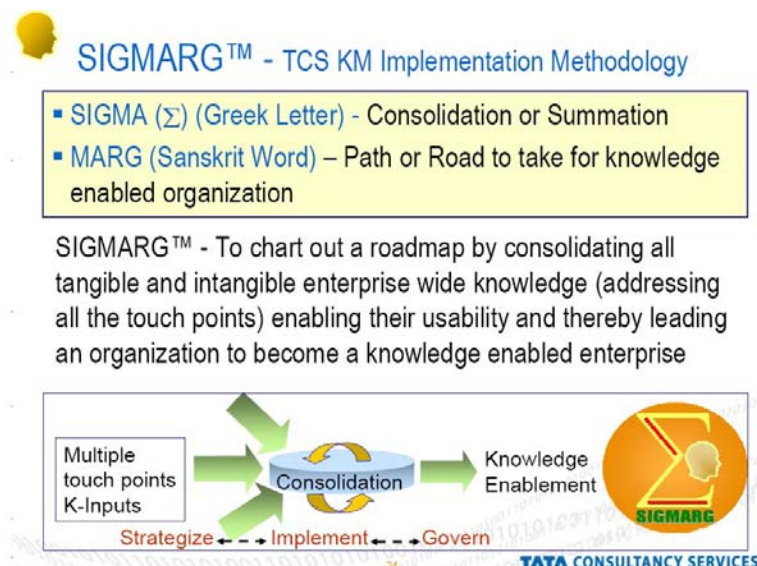 SIGMARG™ - TCS KM Implementation Methodology
▪ SIGMA (Σ) (Greek Letter) - Consolidation or Summation
▪ MARG (Sanskrit Word) – Path or Road to take for knowledge
enabled organization
SIGMARG™ - To chart out a roadmap by consolidating all
tangible and intangible enterprise wide knowledge (addressing
all the touch points) enabling their usability and thereby leading
an organization to become a knowledge enabled enterprise
Multiple
touch points
K-Inputs
Consolidation
Knowledge
Enablement
Σ
SIGMARG
Strategize Implement Govern
TATA CONSULTANCY SERVICES